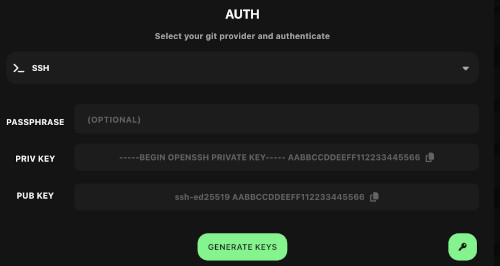 AUTH
Select your git provider and authenticate
SSH
PASSPHRASE (OPTIONAL)
PRIV KEY -----BEGIN OPENSSH PRIVATE KEY----- AABBCCDDEEFF112233445566
PUB KEY ssh-ed25519 AABBCCDDEEFF112233445566
GENERATE KEYS